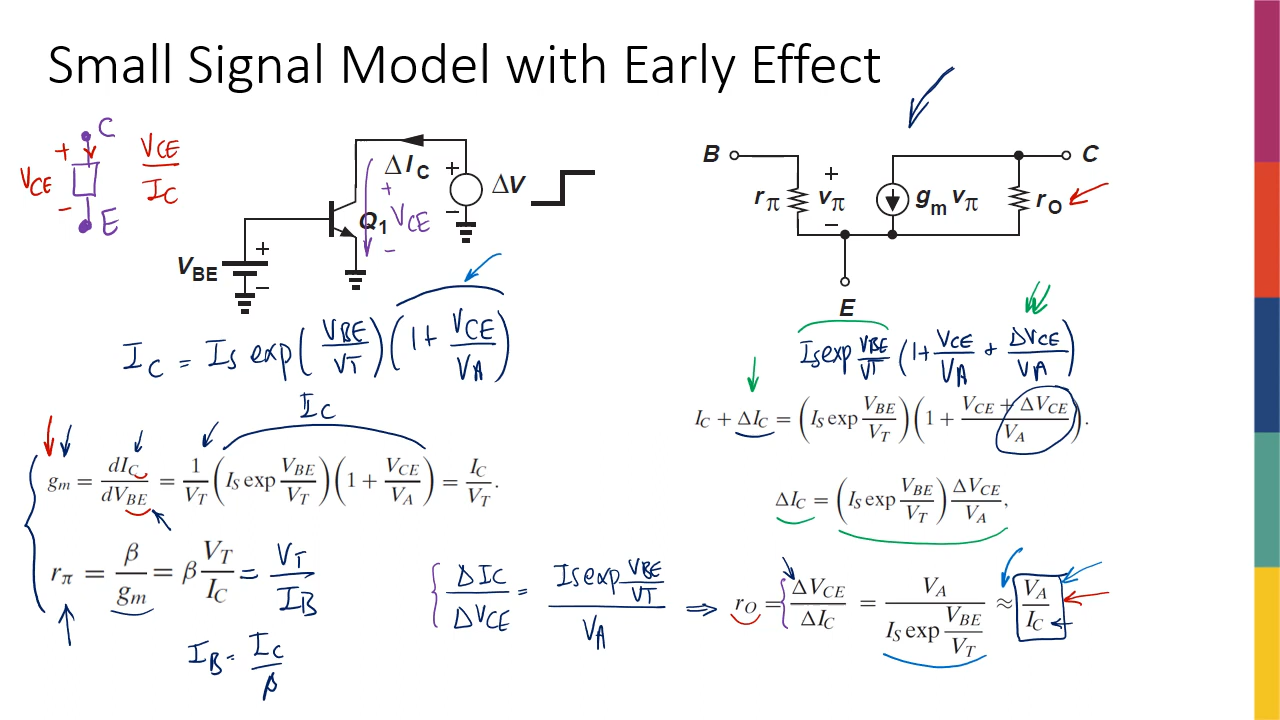 Small Signal Model with Early Effect
C
+
VCE
−
E
VCE / IC
ΔIC
+
−
ΔV
Q1
+
VCE
−
VBE
+
−
B
C
rπ
+
vπ
−
gm vπ
rO
E
IC = IS exp(VBE/VT)(1 + VCE/VA)
IS exp VBE/VT (1 + VCE/VA + ΔVCE/VA)
IC
IC + ΔIC = (IS exp VBE/VT)(1 + (VCE + ΔVCE)/VA).
gm = dIC/dVBE = 1/VT (IS exp VBE/VT)(1 + VCE/VA) = IC/VT.
ΔIC = (IS exp VBE/VT) ΔVCE/VA,
rπ = β/gm = β VT/IC = VT/IB
ΔIC/ΔVCE = IS exp VBE/VT / VA ⇒ rO = ΔVCE/ΔIC = VA/(IS exp VBE/VT) ≈ VA/IC
IB = IC/β